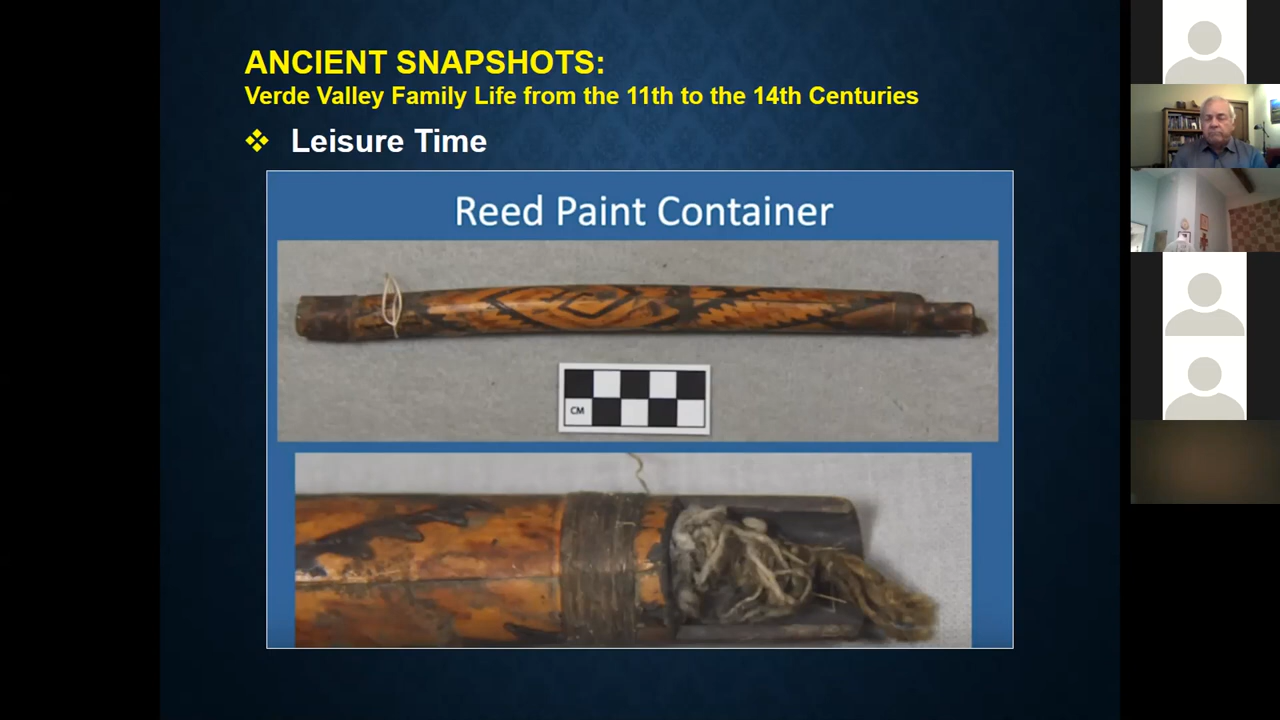 ANCIENT SNAPSHOTS:
Verde Valley Family Life from the 11th to the 14th Centuries
Leisure Time
Reed Paint Container
CM